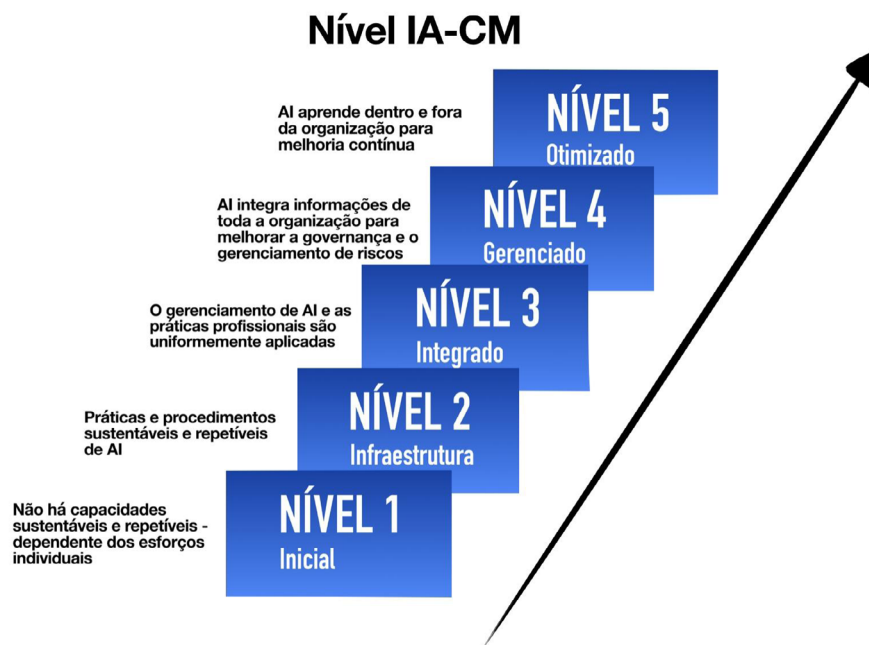 Nível IA-CM
AI aprende dentro e fora
da organização para
melhoria contínua
NÍVEL 5
Otimizado
AI integra informações de
toda a organização para
melhorar a governança e o
gerenciamento de riscos
NÍVEL 4
Gerenciado
O gerenciamento de AI e as
práticas profissionais são
uniformemente aplicadas
NÍVEL 3
Integrado
Práticas e procedimentos
sustentáveis e repetíveis
de AI
NÍVEL 2
Infraestrutura
Não há capacidades
sustentáveis e repetíveis -
dependente dos esforços
individuais
NÍVEL 1
Inicial